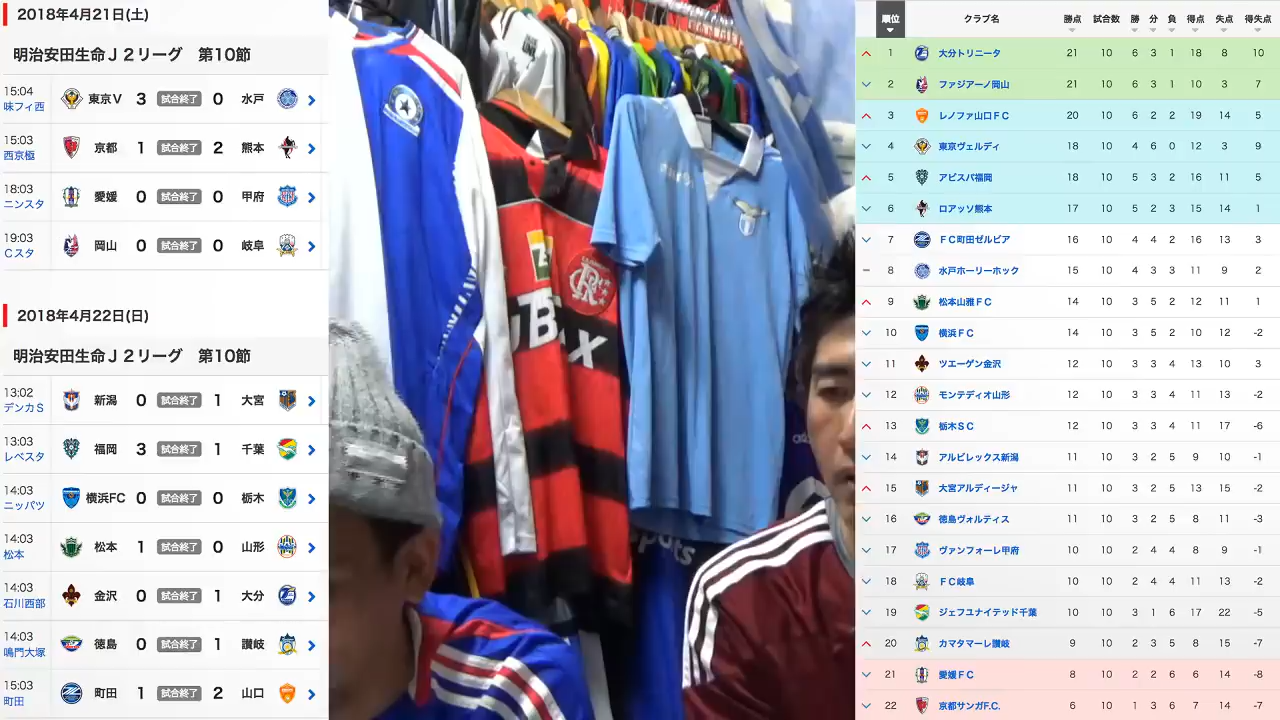 2018年4月21日(土)
明治安田生命J2リーグ 第10節
15:04 味フィ西 東京V 3 試合終了 0 水戸
15:03 西京極 京都 1 試合終了 2 熊本
18:03 ニンスタ 愛媛 0 試合終了 0 甲府
19:03 Cスタ 岡山 0 試合終了 0 岐阜
2018年4月22日(日)
明治安田生命J2リーグ 第10節
13:02 デンカS 新潟 0 試合終了 1 大宮
13:03 レベスタ 福岡 3 試合終了 1 千葉
14:03 ニッパツ 横浜FC 0 試合終了 0 栃木
14:03 松本 松本 1 試合終了 0 山形
14:03 石川西部 金沢 0 試合終了 1 大分
14:03 鳴門大塚 徳島 0 試合終了 1 讃岐
15:03 町田 町田 1 試合終了 2 山口
順位 クラブ名 勝点 試合数 勝 分 負 得点 失点 得失点
1 大分トリニータ 21 10 6 3 1 18 8 10
2 ファジアーノ岡山 21 10 6 3 1 10 3 7
3 レノファ山口FC 20 10 6 2 2 19 14 5
4 東京ヴェルディ 18 10 4 6 0 12 3 9
5 アビスパ福岡 18 10 5 3 2 16 11 5
6 ロアッソ熊本 17 10 5 2 3 15 14 1
7 FC町田ゼルビア 16 10 4 4 2 16 13 3
8 水戸ホーリーホック 15 10 4 3 3 11 9 2
9 松本山雅FC 14 10 3 5 2 12 11 1
10 横浜FC 14 10 3 5 2 10 12 -2
11 ツエーゲン金沢 12 10 3 3 4 13 10 3
12 モンテディオ山形 12 10 3 3 4 11 13 -2
13 栃木SC 12 10 3 3 4 11 17 -6
14 アルビレックス新潟 11 10 3 2 5 9 10 -1
15 大宮アルディージャ 11 10 3 2 5 13 15 -2
16 徳島ヴォルティス 11 10 3 2 5 8 11 -3
17 ヴァンフォーレ甲府 10 10 2 4 4 8 9 -1
18 FC岐阜 10 10 2 4 4 11 13 -2
19 ジェフユナイテッド千葉 10 10 3 1 6 17 22 -5
20 カマタマーレ讃岐 9 10 2 3 5 6 13 -7
21 愛媛FC 8 10 2 2 6 6 14 -8
22 京都サンガF.C. 6 10 1 3 6 7 14 -7